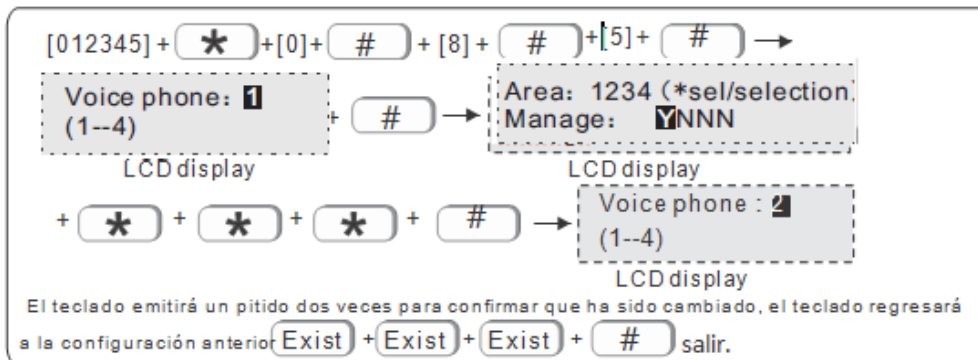 [012345] + * +[0]+ # + [8] + # +[5]+ # →
Voice phone: 1
(1--4)
+ # →
Area: 1234 (*sel/selection)
Manage: YNNN
LCD display
LCD display
+ * + * + * + # →
Voice phone : 2
(1--4)
LCD display
El teclado emitirá un pitido dos veces para confirmar que ha sido cambiado, el teclado regresará
a la configuración anterior Exist + Exist + Exist + # salir.